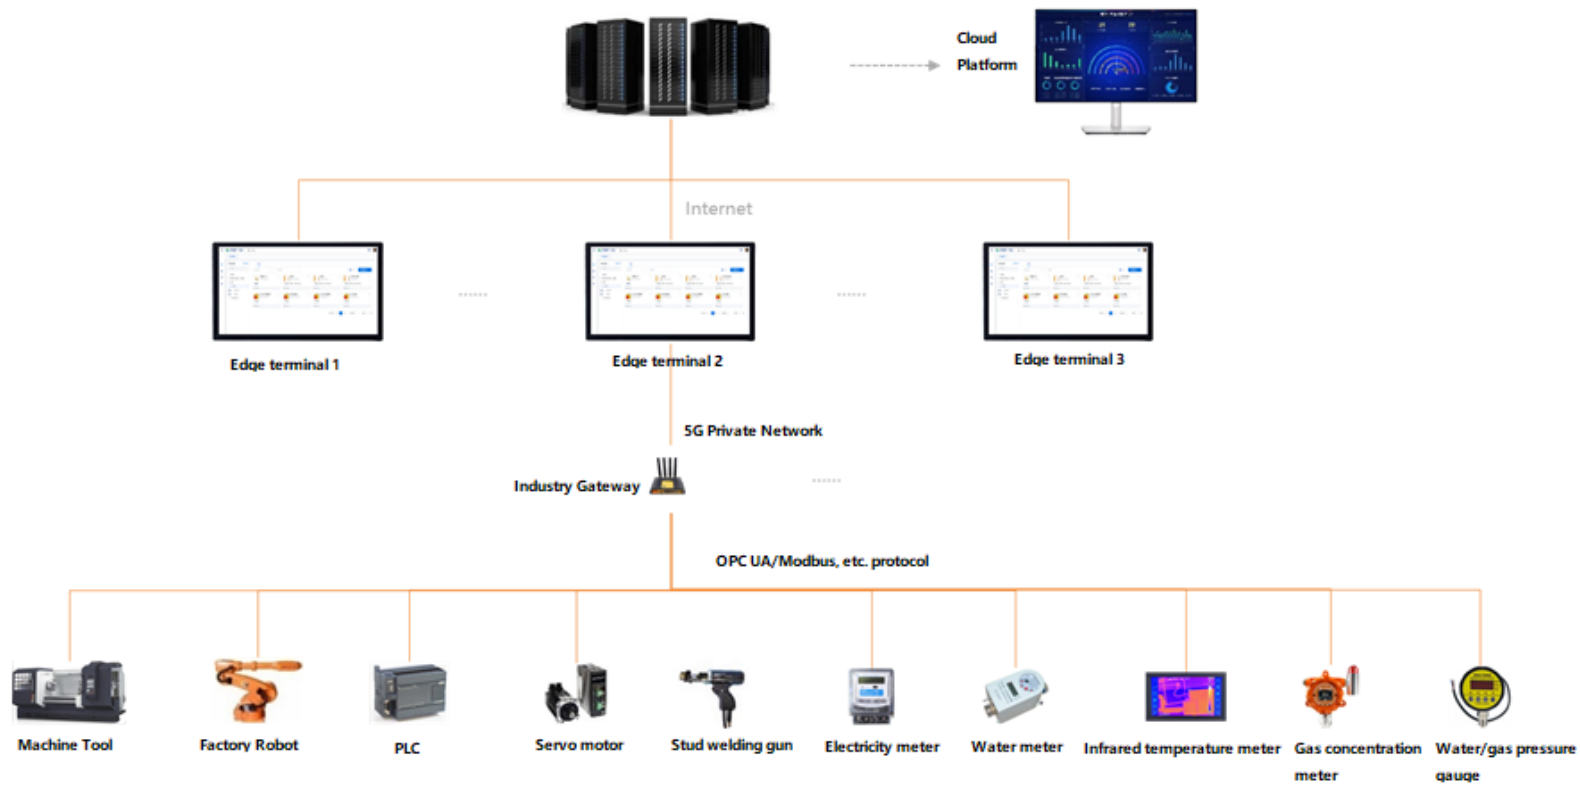 Cloud
Platform
Internet
Edge terminal 1
Edge terminal 2
Edge terminal 3
5G Private Network
Industry Gateway
OPC UA/Modbus, etc. protocol
Machine Tool
Factory Robot
PLC
Servo motor
Stud welding gun
Electricity meter
Water meter
Infrared temperature meter
Gas concentration
meter
Water/gas pressure
gauge